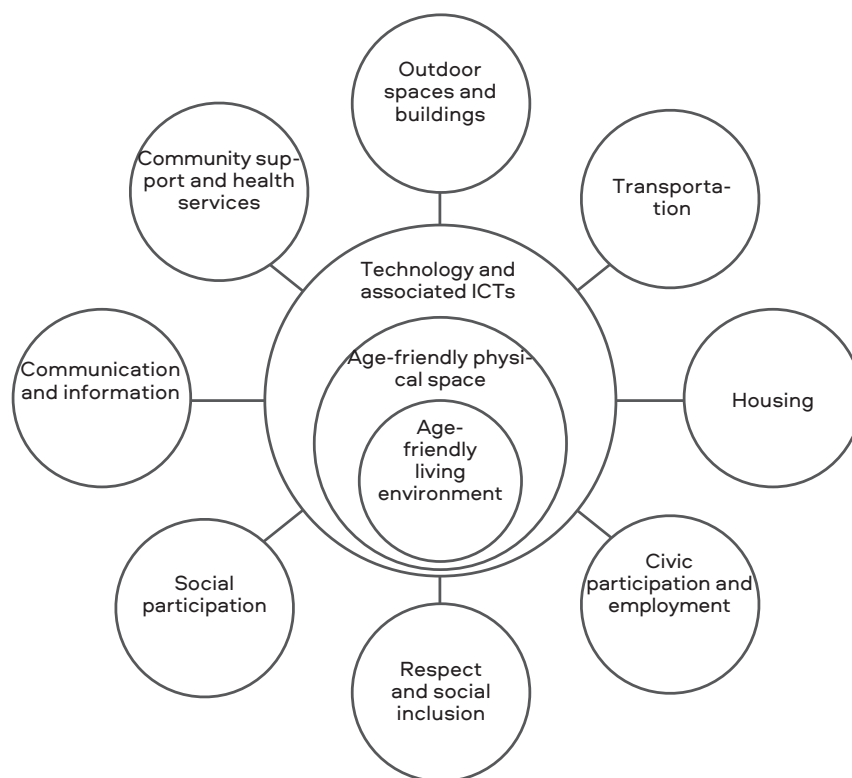 Outdoor
spaces and
buildings
Community sup-
port and health
services
Transporta-
tion
Technology and
associated ICTs
Age-friendly physi-
cal space
Communication
and information
Housing
Age-
friendly
living
environment
Social
participation
Civic
participation and
employment
Respect
and social
inclusion